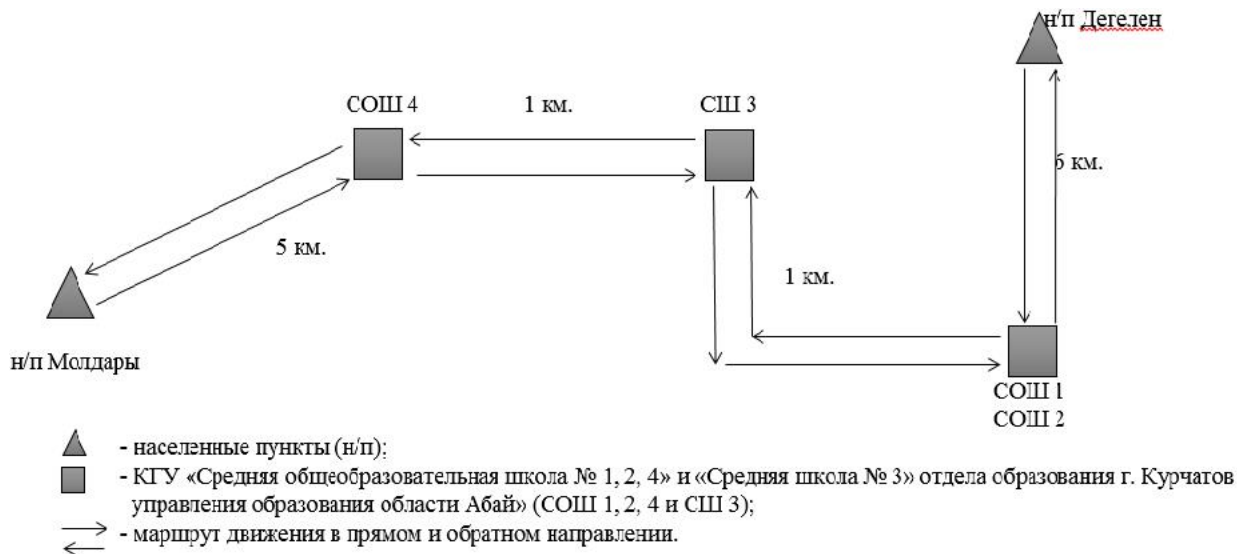 н/п Дегелен
СОШ 4
1 км.
СШ 3
6 км.
5 км.
1 км.
н/п Молдары
СОШ 1
СОШ 2
- населенные пункты (н/п);
- КГУ «Средняя общеобразовательная школа № 1, 2, 4» и «Средняя школа № 3» отдела образования г. Курчатов
управления образования области Абай» (СОШ 1, 2, 4 и СШ 3);
- маршрут движения в прямом и обратном направлении.